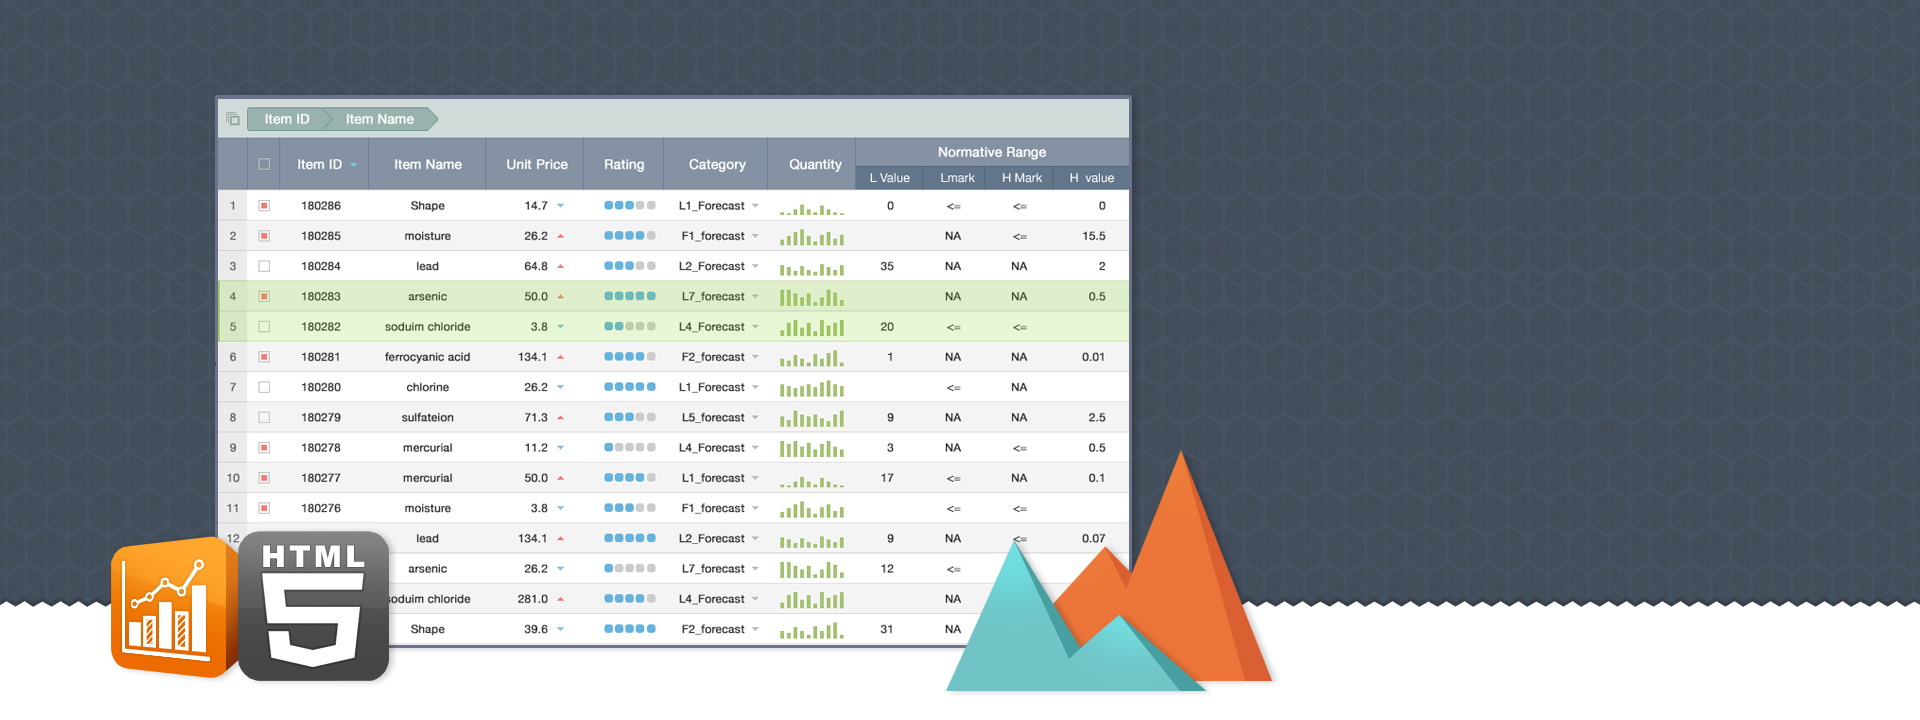 Item ID Item Name
Normative Range
Item ID Item Name Unit Price Rating Category Quantity
L Value Lmark H Mark H value
1 180286 Shape 14.7 L1_Forecast 0 <= <= 0
2 180285 moisture 26.2 F1_forecast NA <= 15.5
3 180284 lead 64.8 L2_Forecast 35 NA NA 2
4 180283 arsenic 50.0 L7_forecast NA NA 0.5
5 180282 soduim chloride 3.8 L4_Forecast 20 <= <=
6 180281 ferrocyanic acid 134.1 F2_forecast 1 NA NA 0.01
7 180280 chlorine 26.2 L1_Forecast <= NA
8 180279 sulfateion 71.3 L5_forecast 9 NA NA 2.5
9 180278 mercurial 11.2 L4_Forecast 3 NA <= 0.5
10 180277 mercurial 50.0 L1_forecast 17 <= NA 0.1
11 180276 moisture 3.8 F1_forecast <= <=
12 lead 134.1 L2_Forecast 9 NA <= 0.07
arsenic 26.2 L7_forecast 12 <=
soduim chloride 281.0 L4_Forecast NA
Shape 39.6 F2_forecast 31 NA
HTML
5